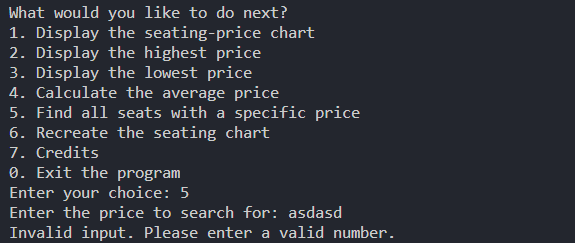 What would you like to do next?
1. Display the seating-price chart
2. Display the highest price
3. Display the lowest price
4. Calculate the average price
5. Find all seats with a specific price
6. Recreate the seating chart
7. Credits
0. Exit the program
Enter your choice: 5
Enter the price to search for: asdasd
Invalid input. Please enter a valid number.